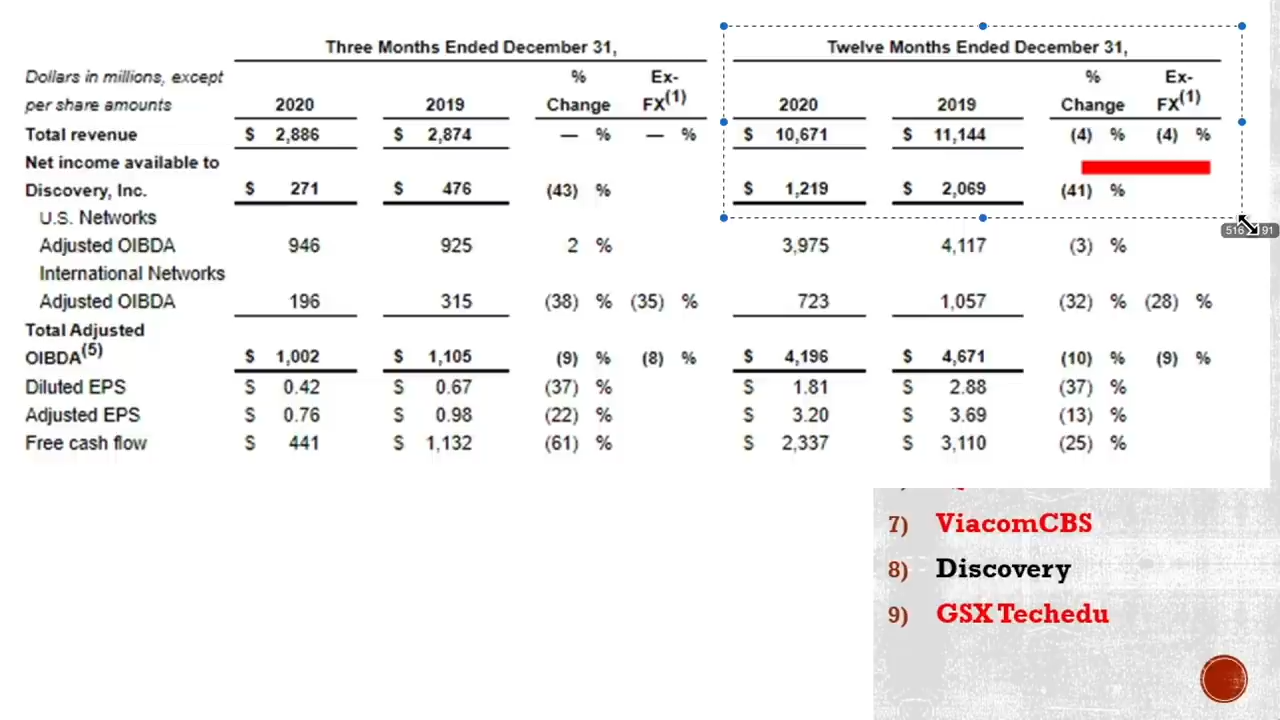 Three Months Ended December 31, Twelve Months Ended December 31,
Dollars in millions, except % Ex- % Ex-
per share amounts 2020 2019 Change FX(1) 2020 2019 Change FX(1)
Total revenue $ 2,886 $ 2,874 — % — % $ 10,671 $ 11,144 (4) % (4) %
Net income available to
Discovery, Inc. $ 271 $ 476 (43) % $ 1,219 $ 2,069 (41) %
U.S. Networks
Adjusted OIBDA 946 925 2 % 3,975 4,117 (3) %
International Networks
Adjusted OIBDA 196 315 (38) % (35) % 723 1,057 (32) % (28) %
Total Adjusted
OIBDA(5) $ 1,002 $ 1,105 (9) % (8) % $ 4,196 $ 4,671 (10) % (9) %
Diluted EPS $ 0.42 $ 0.67 (37) % $ 1.81 $ 2.88 (37) %
Adjusted EPS $ 0.76 $ 0.98 (22) % $ 3.20 $ 3.69 (13) %
Free cash flow $ 441 $ 1,132 (61) % $ 2,337 $ 3,110 (25) %
7) ViacomCBS
8) Discovery
9) GSX Techedu